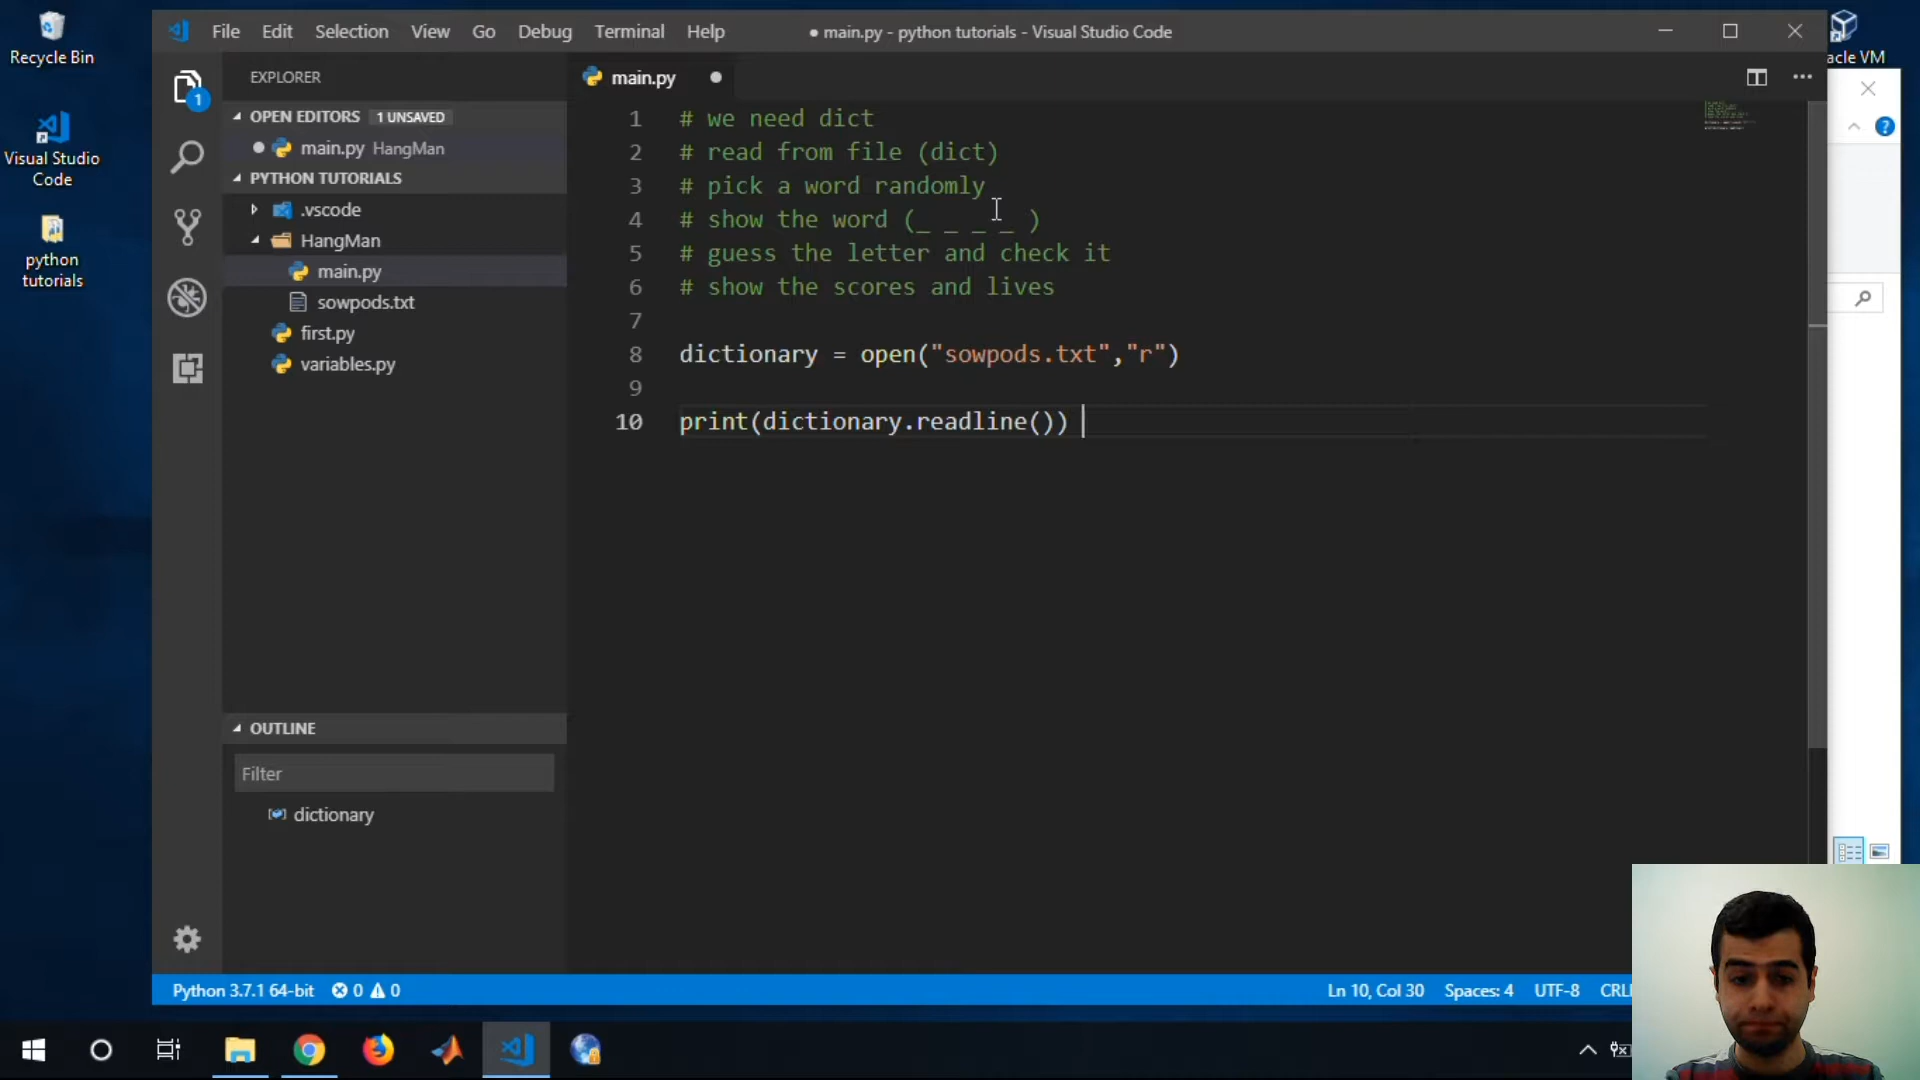 Recycle Bin
Visual Studio
Code
python
tutorials
File Edit Selection View Go Debug Terminal Help
● main.py - python tutorials - Visual Studio Code
acle VM
EXPLORER
1
OPEN EDITORS 1 UNSAVED
main.py HangMan
PYTHON TUTORIALS
.vscode
HangMan
main.py
sowpods.txt
first.py
variables.py
OUTLINE
Filter
dictionary
main.py
1 # we need dict
2 # read from file (dict)
3 # pick a word randomly
4 # show the word (_ _ _ _ )
5 # guess the letter and check it
6 # show the scores and lives
7
8 dictionary = open("sowpods.txt","r")
9
10 print(dictionary.readline())
Python 3.7.1 64-bit 0 0
Ln 10, Col 30 Spaces: 4 UTF-8 CRL